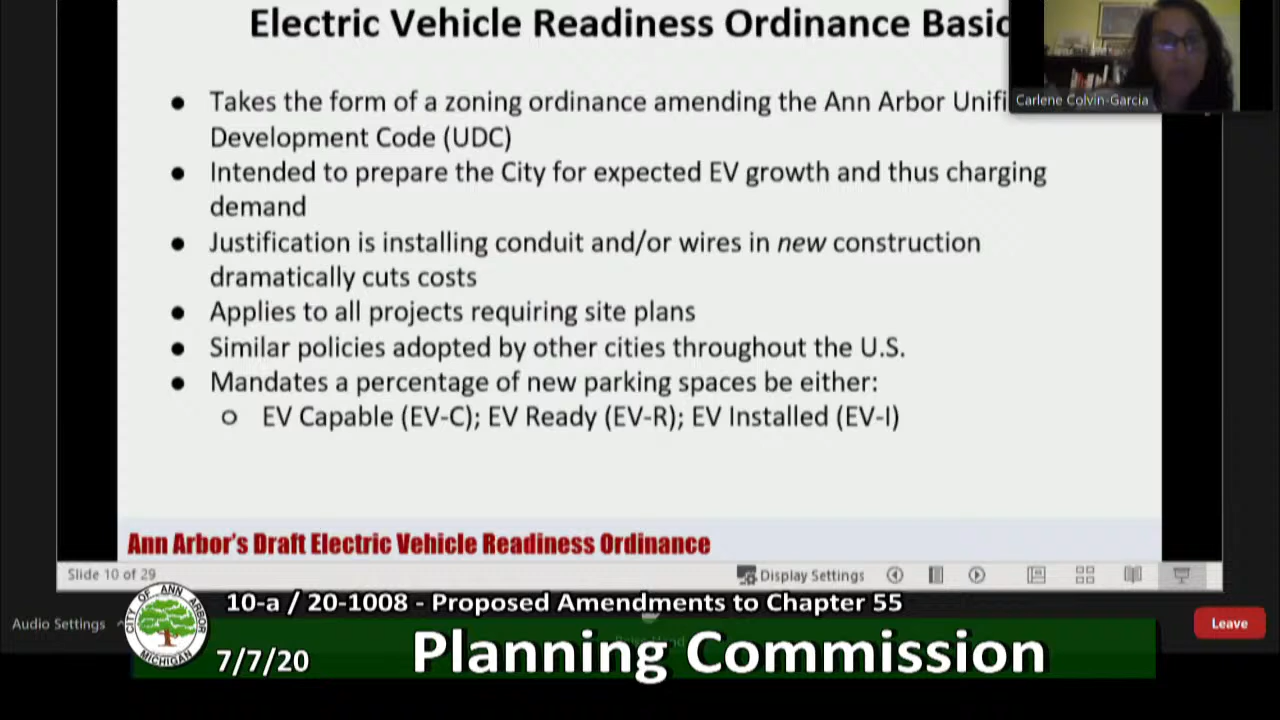 Electric Vehicle Readiness Ordinance Basic
Carlene Colvin-Garcia
● Takes the form of a zoning ordinance amending the Ann Arbor Unifi
Development Code (UDC)
● Intended to prepare the City for expected EV growth and thus charging
demand
● Justification is installing conduit and/or wires in new construction
dramatically cuts costs
● Applies to all projects requiring site plans
● Similar policies adopted by other cities throughout the U.S.
● Mandates a percentage of new parking spaces be either:
○ EV Capable (EV-C); EV Ready (EV-R); EV Installed (EV-I)
Ann Arbor's Draft Electric Vehicle Readiness Ordinance
Slide 10 of 29
Display Settings
10-a / 20-1008 - Proposed Amendments to Chapter 55
Audio Settings
CITY OF ANN ARBOR
MICHIGAN
Leave
7/7/20
Planning Commission